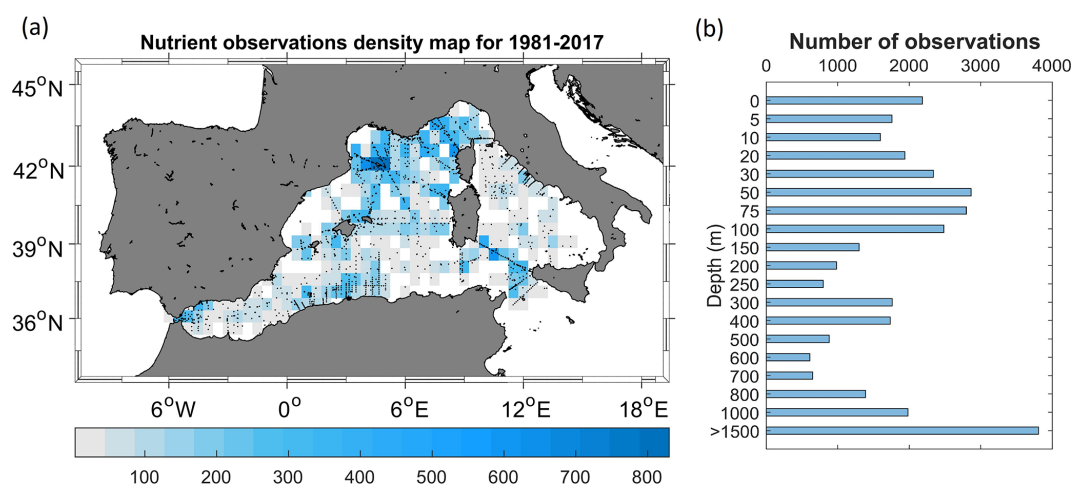 (a)
Nutrient observations density map for 1981-2017
45°N
42°N
39°N
36°N
6°W 0° 6°E 12°E 18°E
100 200 300 400 500 600 700 800
(b)
Number of observations
0 1000 2000 3000 4000
Depth (m)
0
5
10
20
30
50
75
100
150
200
250
300
400
500
600
700
800
1000
>1500